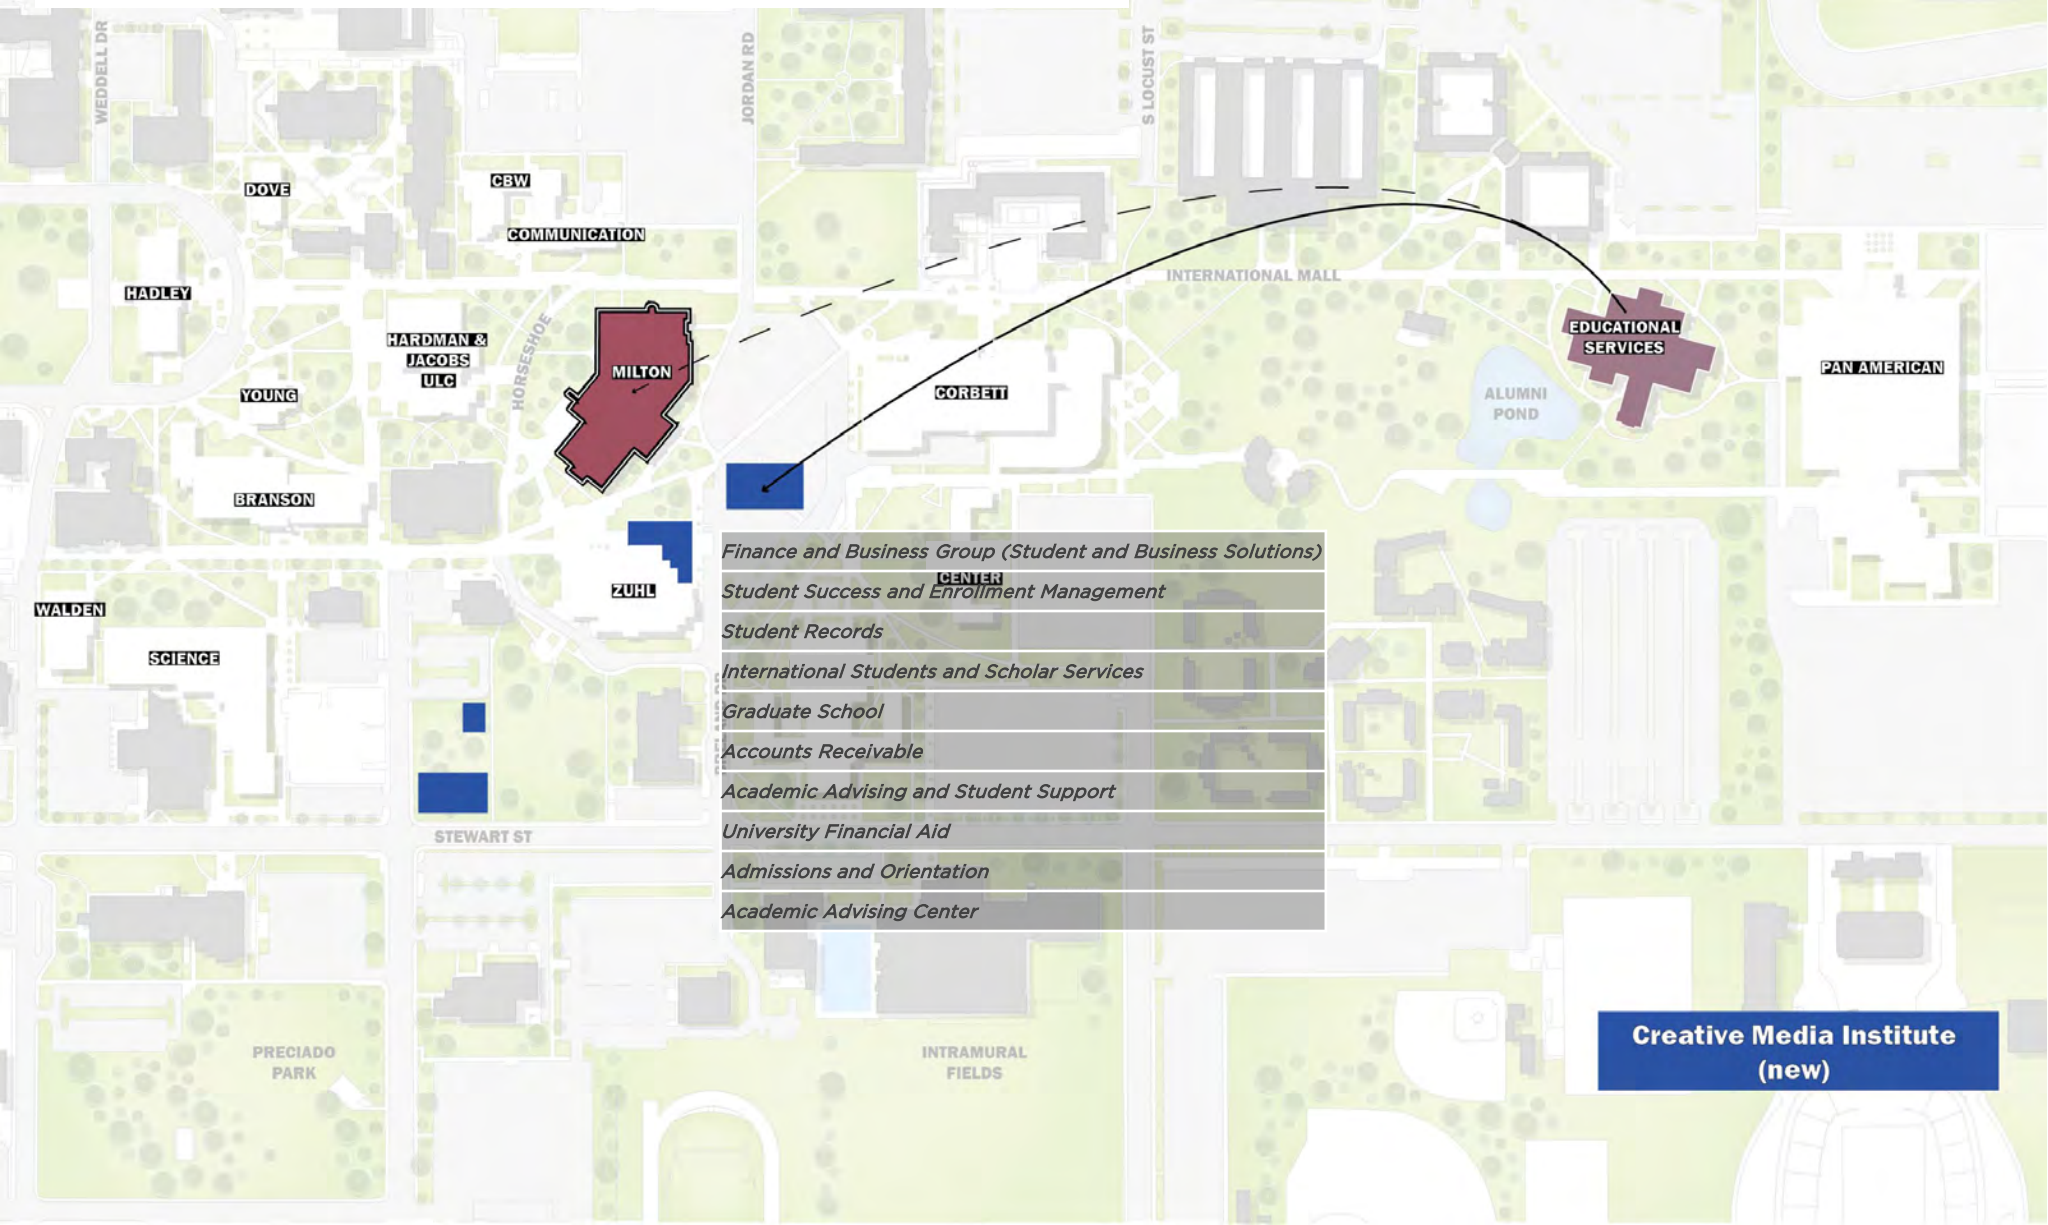 WEDDELL DR
JORDAN RD
S LOCUST ST
DOVE
CBW
COMMUNICATION
INTERNATIONAL MALL
HADLEY
HARDMAN &
JACOBS
ULC
HORSESHOE
MILTON
EDUCATIONAL
SERVICES
PAN AMERICAN
YOUNG
CORBETT
ALUMNI
POND
BRANSON
ZUHL
CENTER
WALDEN
SCIENCE
Finance and Business Group (Student and Business Solutions)
Student Success and Enrollment Management
Student Records
International Students and Scholar Services
Graduate School
Accounts Receivable
Academic Advising and Student Support
University Financial Aid
Admissions and Orientation
Academic Advising Center
STEWART ST
PRECIADO
PARK
INTRAMURAL
FIELDS
Creative Media Institute
(new)